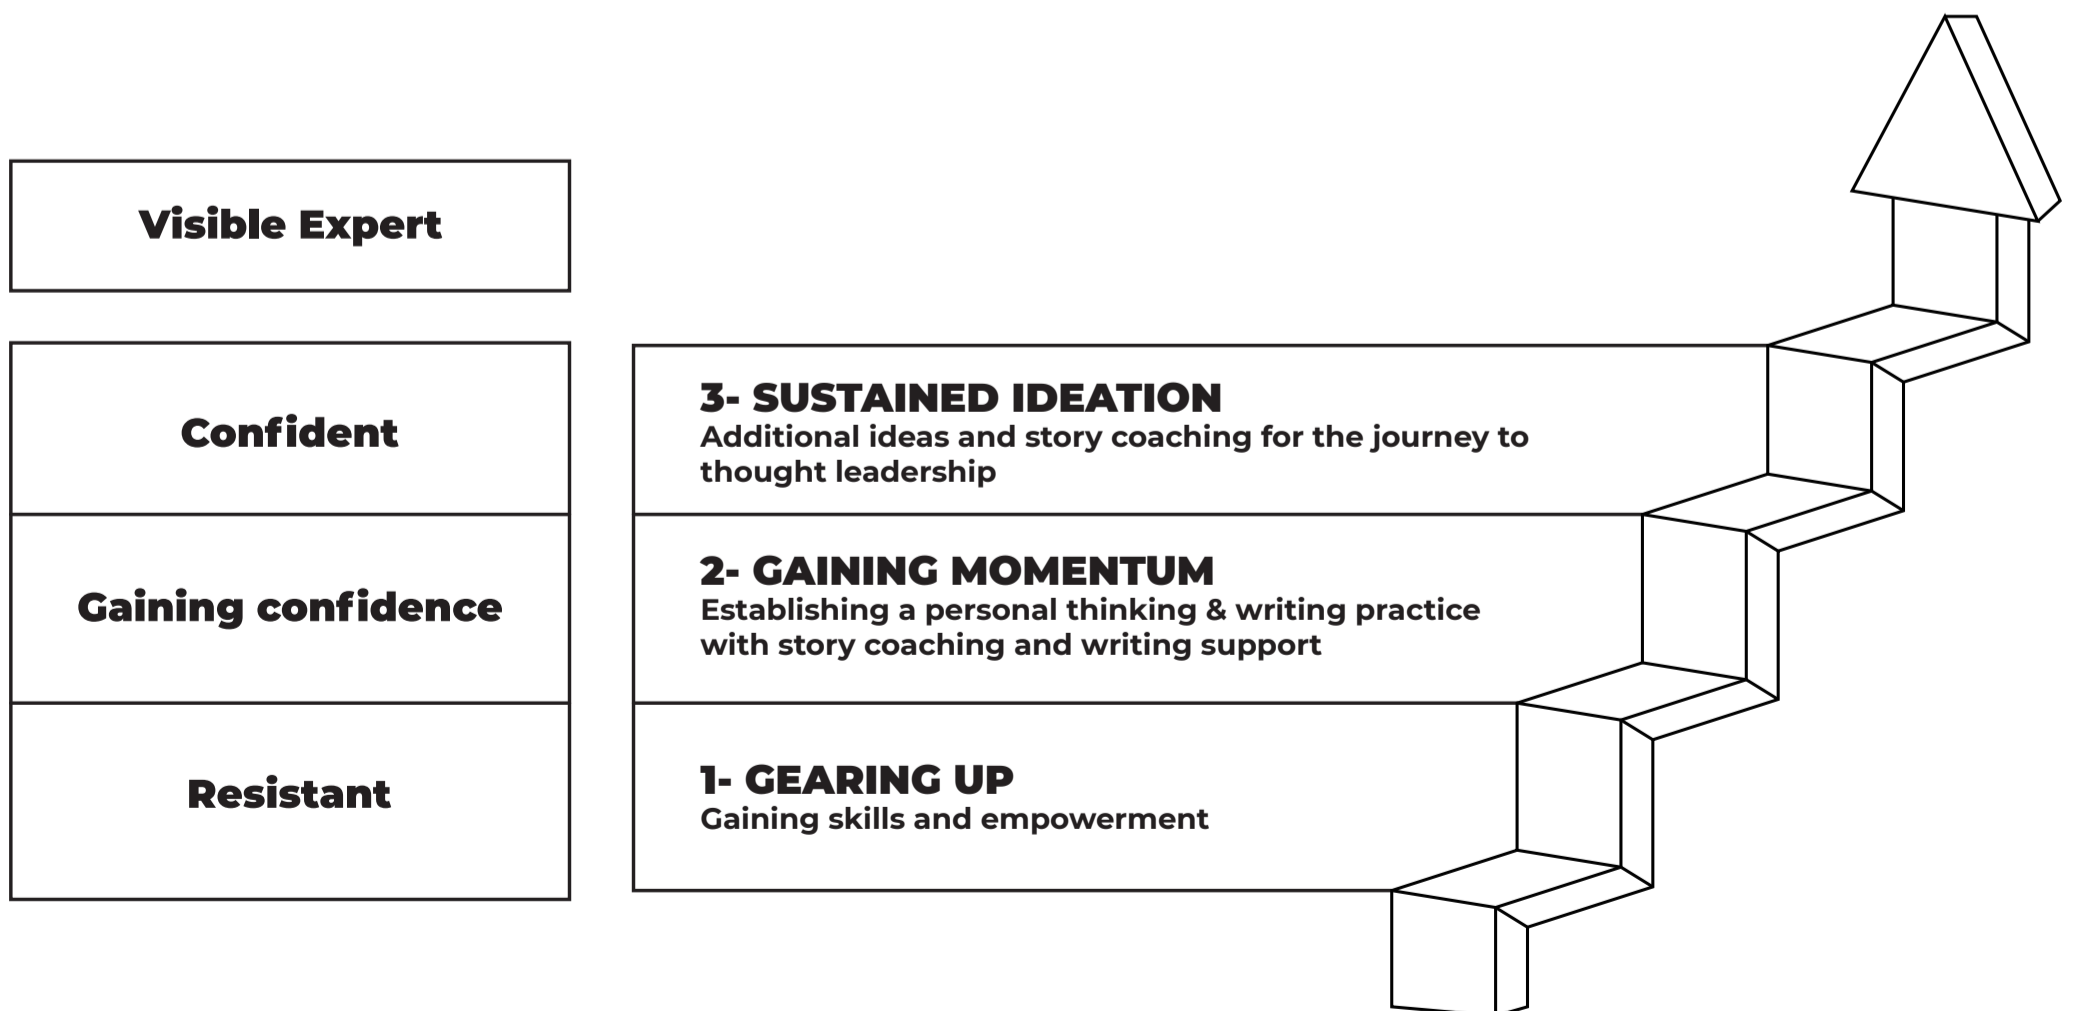 Visible Expert
Confident
3- SUSTAINED IDEATION
Additional ideas and story coaching for the journey to
thought leadership
Gaining confidence
2- GAINING MOMENTUM
Establishing a personal thinking & writing practice
with story coaching and writing support
Resistant
1- GEARING UP
Gaining skills and empowerment